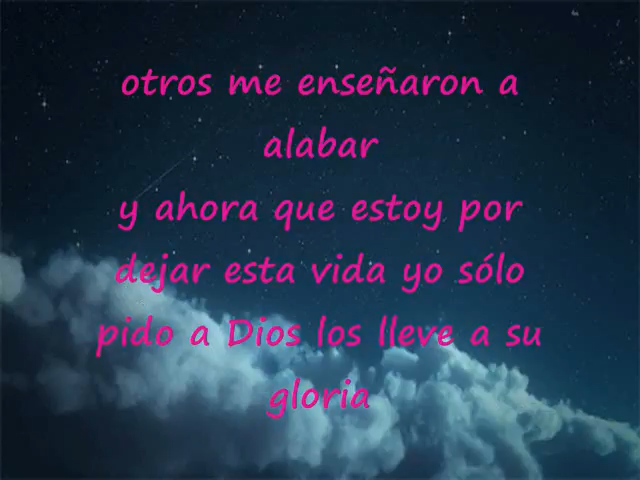 otros me enseñaron a
alabar
y ahora que estoy por
dejar esta vida yo sólo
pido a Dios los lleve a su
gloria